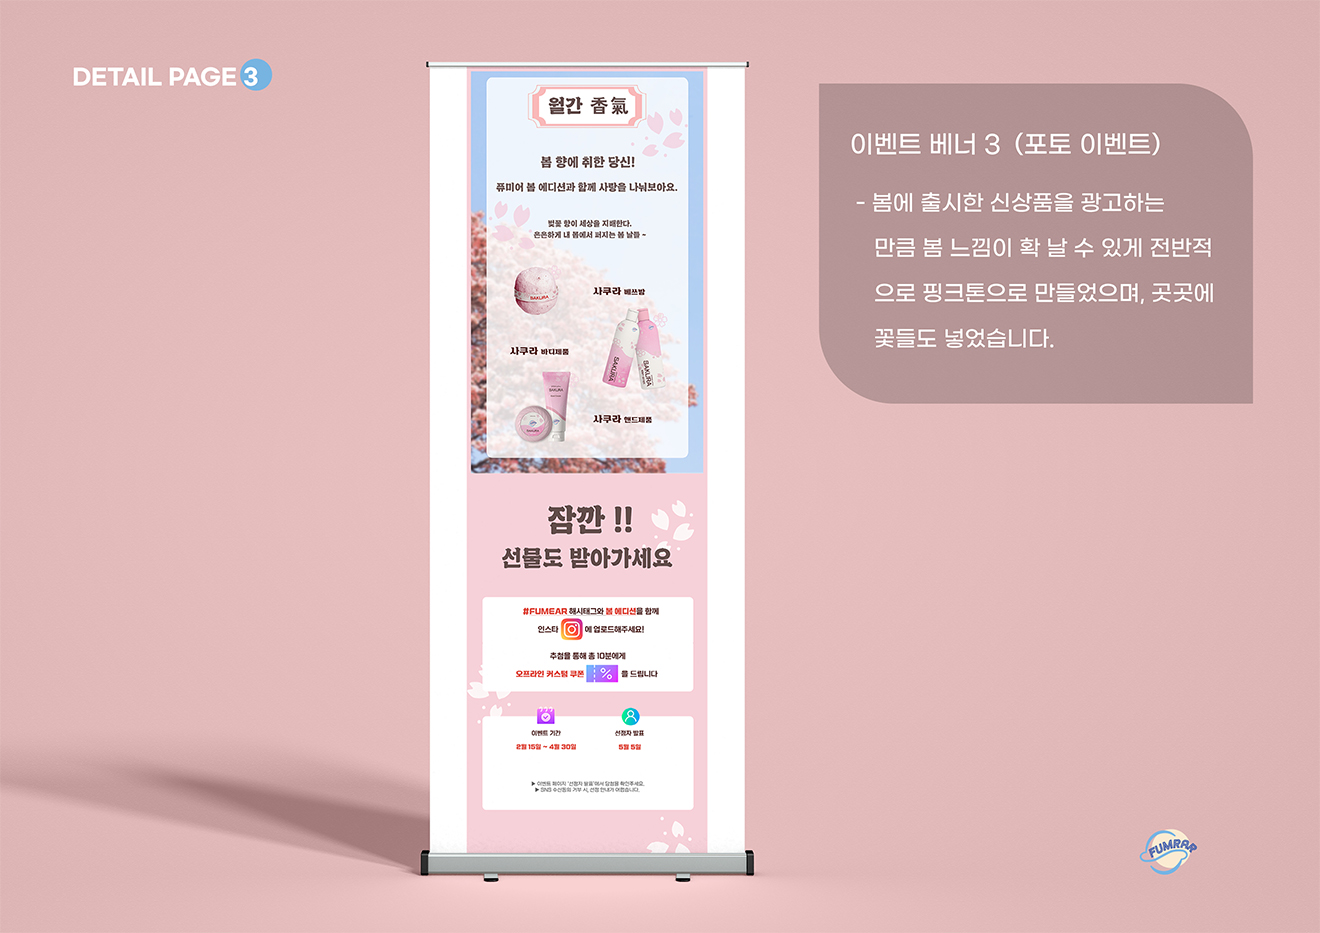 DETAIL PAGE 3
월간 香氣
봄 향에 취한 당신!
퓨미어 봄 에디션과 함께 사랑을 나눠보아요.
벚꽃 향이 세상을 지배한다.
은은하게 내 몸에서 퍼지는 봄 날들 ~
SAKURA
사쿠라 배쓰밤
사쿠라 바디제품
SAKURA
SAKURA
SAKURA
사쿠라 핸드제품
잠깐 !!
선물도 받아가세요
#FUMEAR 해시태그와 봄 에디션을 함께
인스타 에 업로드해주세요!
추첨을 통해 총 10분에게
오프라인 커스텀 쿠폰 % 를 드립니다
이벤트 기간
2월 15일 ~ 4월 30일
선정자 발표
5월 5일
이벤트 베너 3 (포토 이벤트)
- 봄에 출시한 신상품을 광고하는
만큼 봄 느낌이 확 날 수 있게 전반적
으로 핑크톤으로 만들었으며, 곳곳에
꽃들도 넣었습니다.
FUMRAR